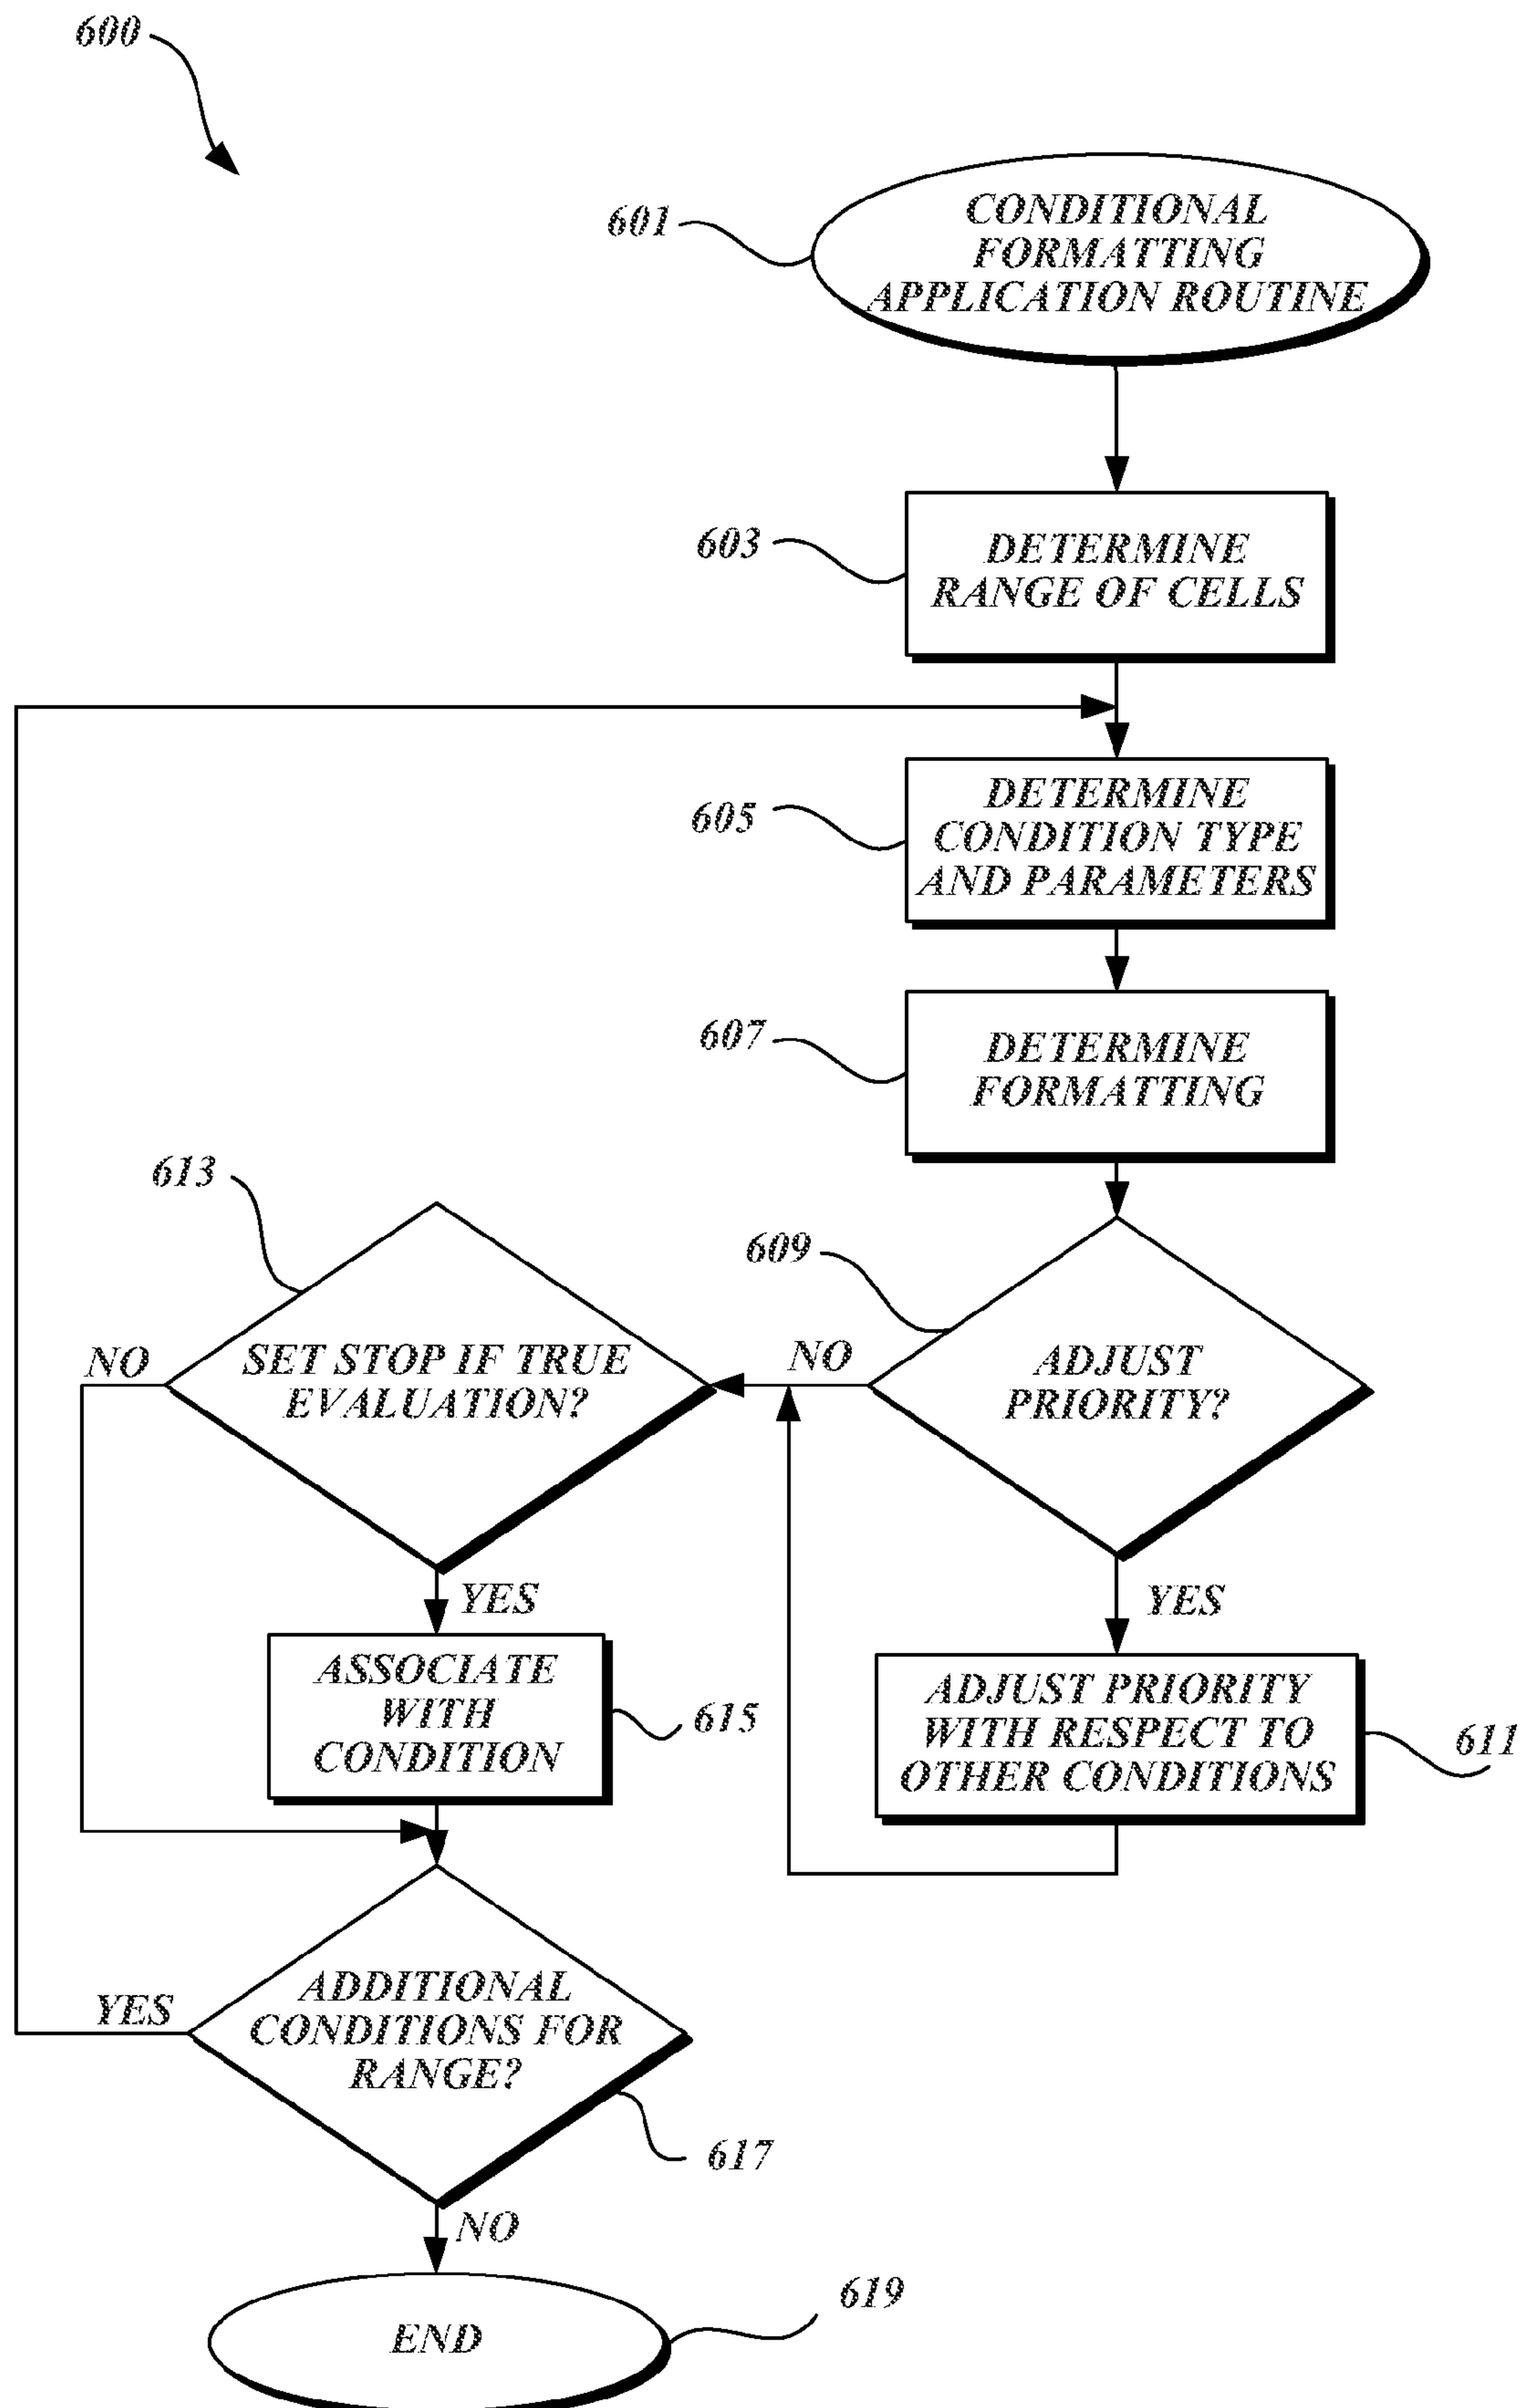 600
601
CONDITIONAL
FORMATTING
APPLICATION ROUTINE
603
DETERMINE
RANGE OF CELLS
605
DETERMINE
CONDITION TYPE
AND PARAMETERS
607
DETERMINE
FORMATTING
609
ADJUST
PRIORITY?
NO
YES
611
ADJUST PRIORITY
WITH RESPECT TO
OTHER CONDITIONS
613
SET STOP IF TRUE
EVALUATION?
NO
YES
ASSOCIATE
WITH
CONDITION
615
ADDITIONAL
CONDITIONS FOR
RANGE?
YES
617
NO
END
619